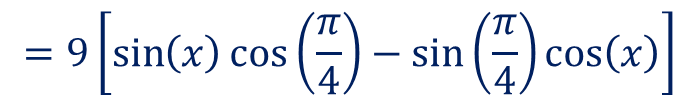 = 9 [sin(x) cos (π/4) − sin (π/4) cos(x)]